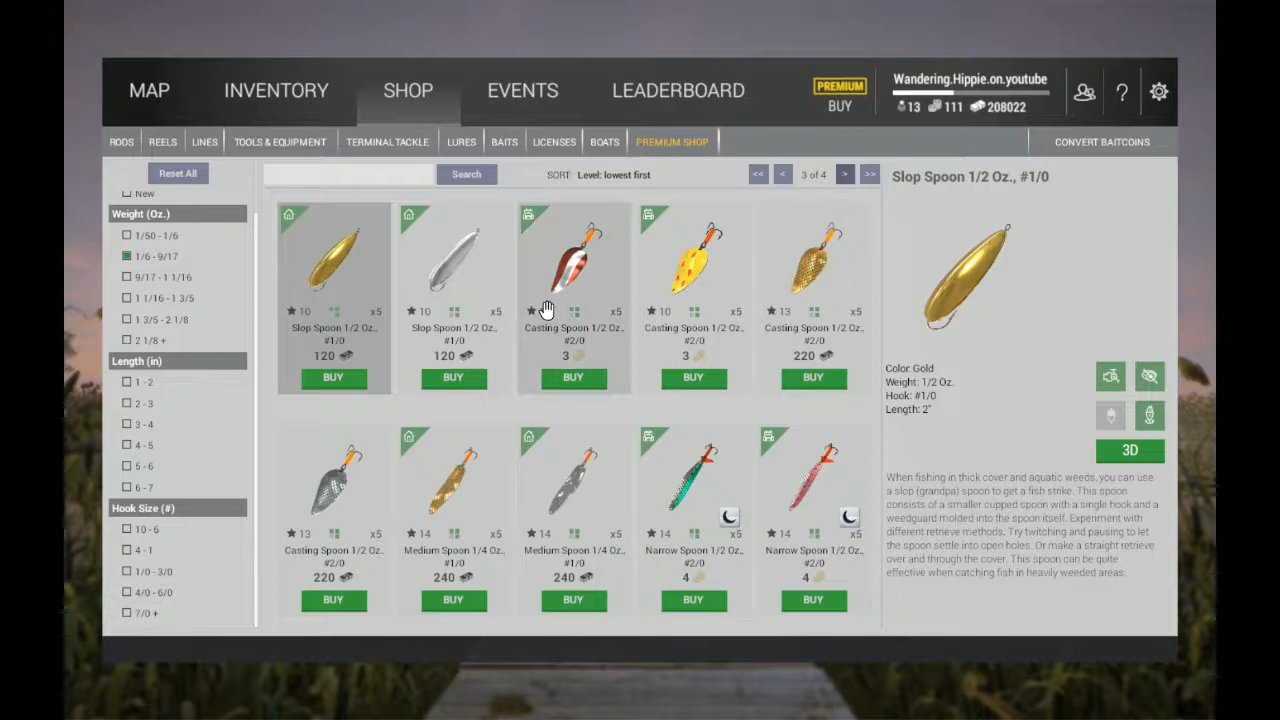 MAP
INVENTORY
SHOP
EVENTS
LEADERBOARD
PREMIUM
BUY
Wandering.Hippie.on.youtube
13 111 208022
RODS
REELS
LINES
TOOLS & EQUIPMENT
TERMINAL TACKLE
LURES
BAITS
LICENSES
BOATS
PREMIUM SHOP
CONVERT BAITCOINS
Reset All
New
Weight (Oz.)
1/50 - 1/6
1/6 - 9/17
9/17 - 1 1/16
1 1/16 - 1 3/5
1 3/5 - 2 1/8
2 1/8 +
Length (in)
1 - 2
2 - 3
3 - 4
4 - 5
5 - 6
6 - 7
Hook Size (#)
10 - 6
4 - 1
1/0 - 3/0
4/0 - 6/0
7/0 +
Search
SORT: Level: lowest first
<< < 3 of 4 > >>
10 x5
Slop Spoon 1/2 Oz.,
#1/0
120
BUY
10 x5
Slop Spoon 1/2 Oz.,
#1/0
120
BUY
x5
Casting Spoon 1/2 Oz.,
#2/0
3
BUY
10 x5
Casting Spoon 1/2 Oz.,
#2/0
3
BUY
13 x5
Casting Spoon 1/2 Oz.,
#2/0
220
BUY
13 x5
Casting Spoon 1/2 Oz.,
#2/0
220
BUY
14 x5
Medium Spoon 1/4 Oz.,
#1/0
240
BUY
14 x5
Medium Spoon 1/4 Oz.,
#1/0
240
BUY
14 x5
Narrow Spoon 1/2 Oz.,
#2/0
4
BUY
14 x5
Narrow Spoon 1/2 Oz.,
#2/0
4
BUY
Slop Spoon 1/2 Oz., #1/0
Color: Gold
Weight: 1/2 Oz.
Hook: #1/0
Length: 2"
3D
When fishing in thick cover and aquatic weeds, you can use
a slop (grandpa) spoon to get a fish strike. This spoon
consists of a smaller cupped spoon with a single hook and a
weedguard molded into the spoon itself. Experiment with
different retrieve methods. Try twitching and pausing to let
the spoon settle into open holes. Or make a straight retrieve
over and through the cover. This spoon can be quite
effective when catching fish in heavily weeded areas.